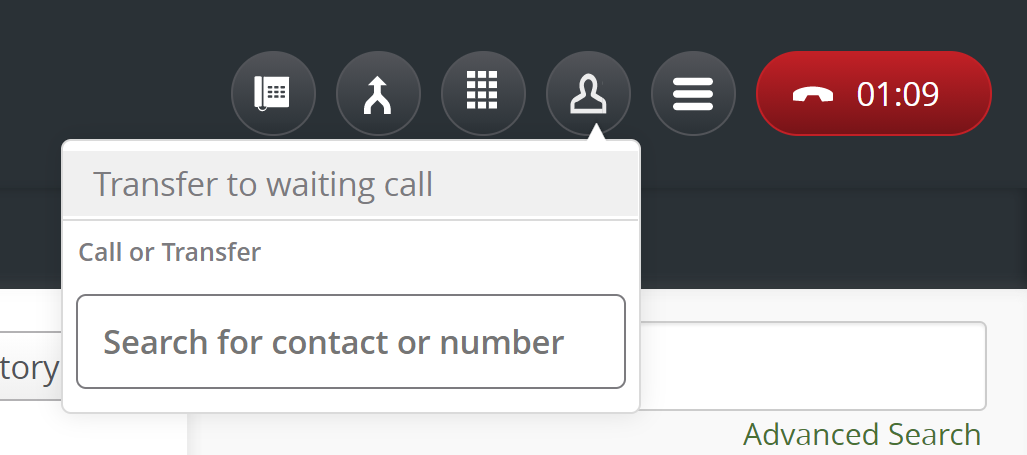 01:09
Transfer to waiting call
Call or Transfer
Search for contact or number
tory
Advanced Search